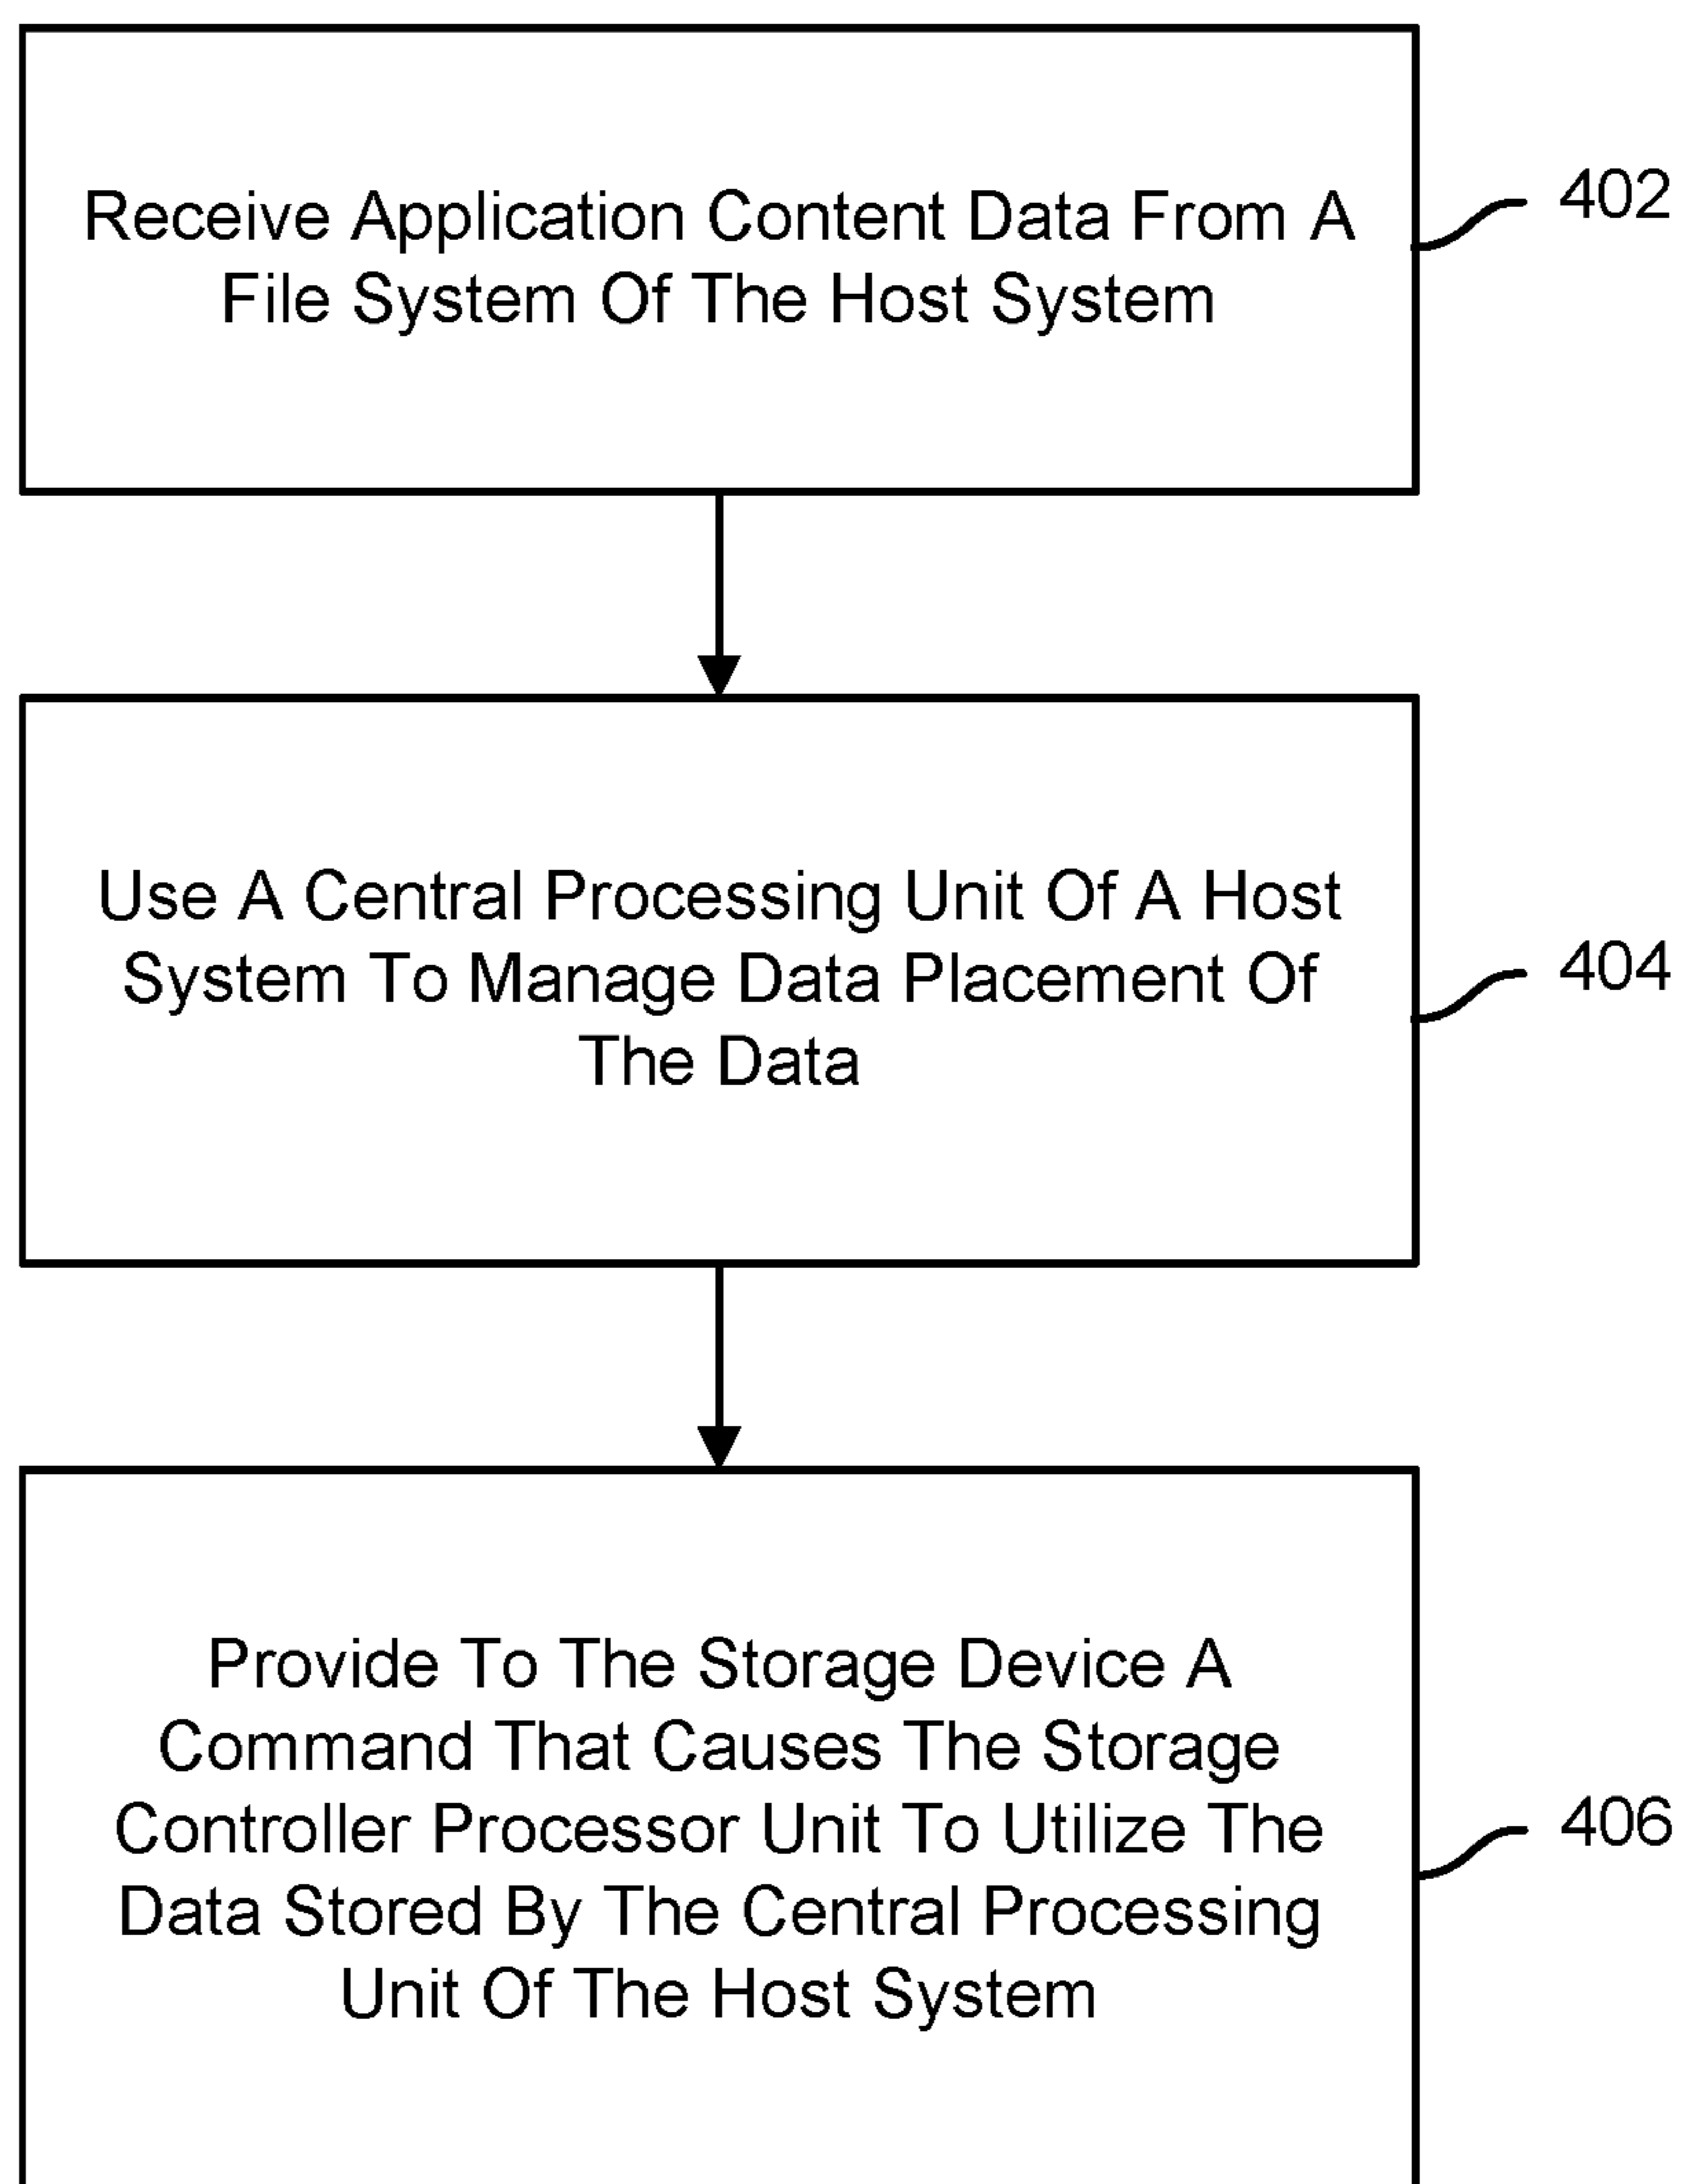 Receive Application Content Data From A
File System Of The Host System
402
Use A Central Processing Unit Of A Host
System To Manage Data Placement Of
The Data
404
Provide To The Storage Device A
Command That Causes The Storage
Controller Processor Unit To Utilize The
Data Stored By The Central Processing
Unit Of The Host System
406